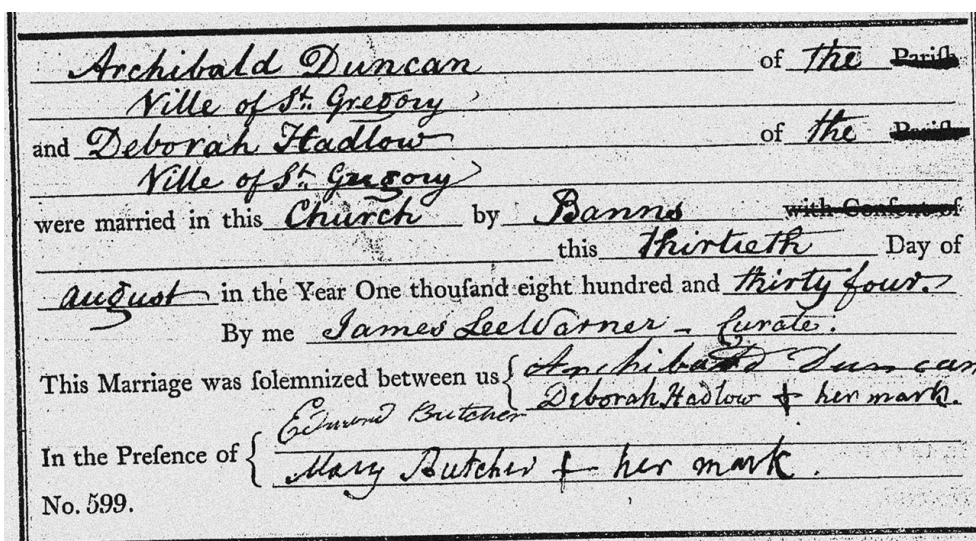 Archibald Duncan of the Pariſh
Ville of St. Gregory
and Deborah Hadlow of the Pariſh
Ville of St. Gregory
were married in this Church by Banns with Conſent of
this thirtieth Day of
august in the Year One thouſand eight hundred and thirty four.
By me James Lee Warner - Curate.
This Marriage was ſolemnized between us { Archibald Duncan
Deborah Hadlow + her mark.
In the Preſence of { Edmund Butcher
Mary Butcher + her mark.
No. 599.